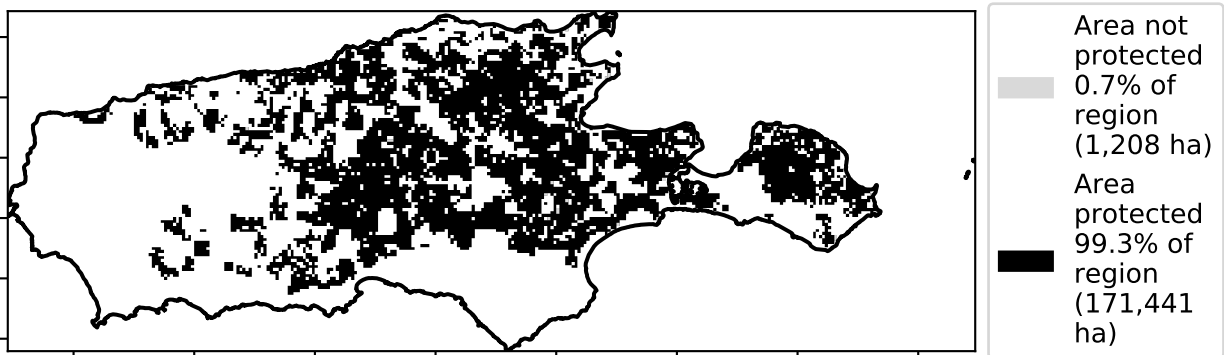 Area not
protected
0.7% of
region
(1,208 ha)
Area
protected
99.3% of
region
(171,441
ha)